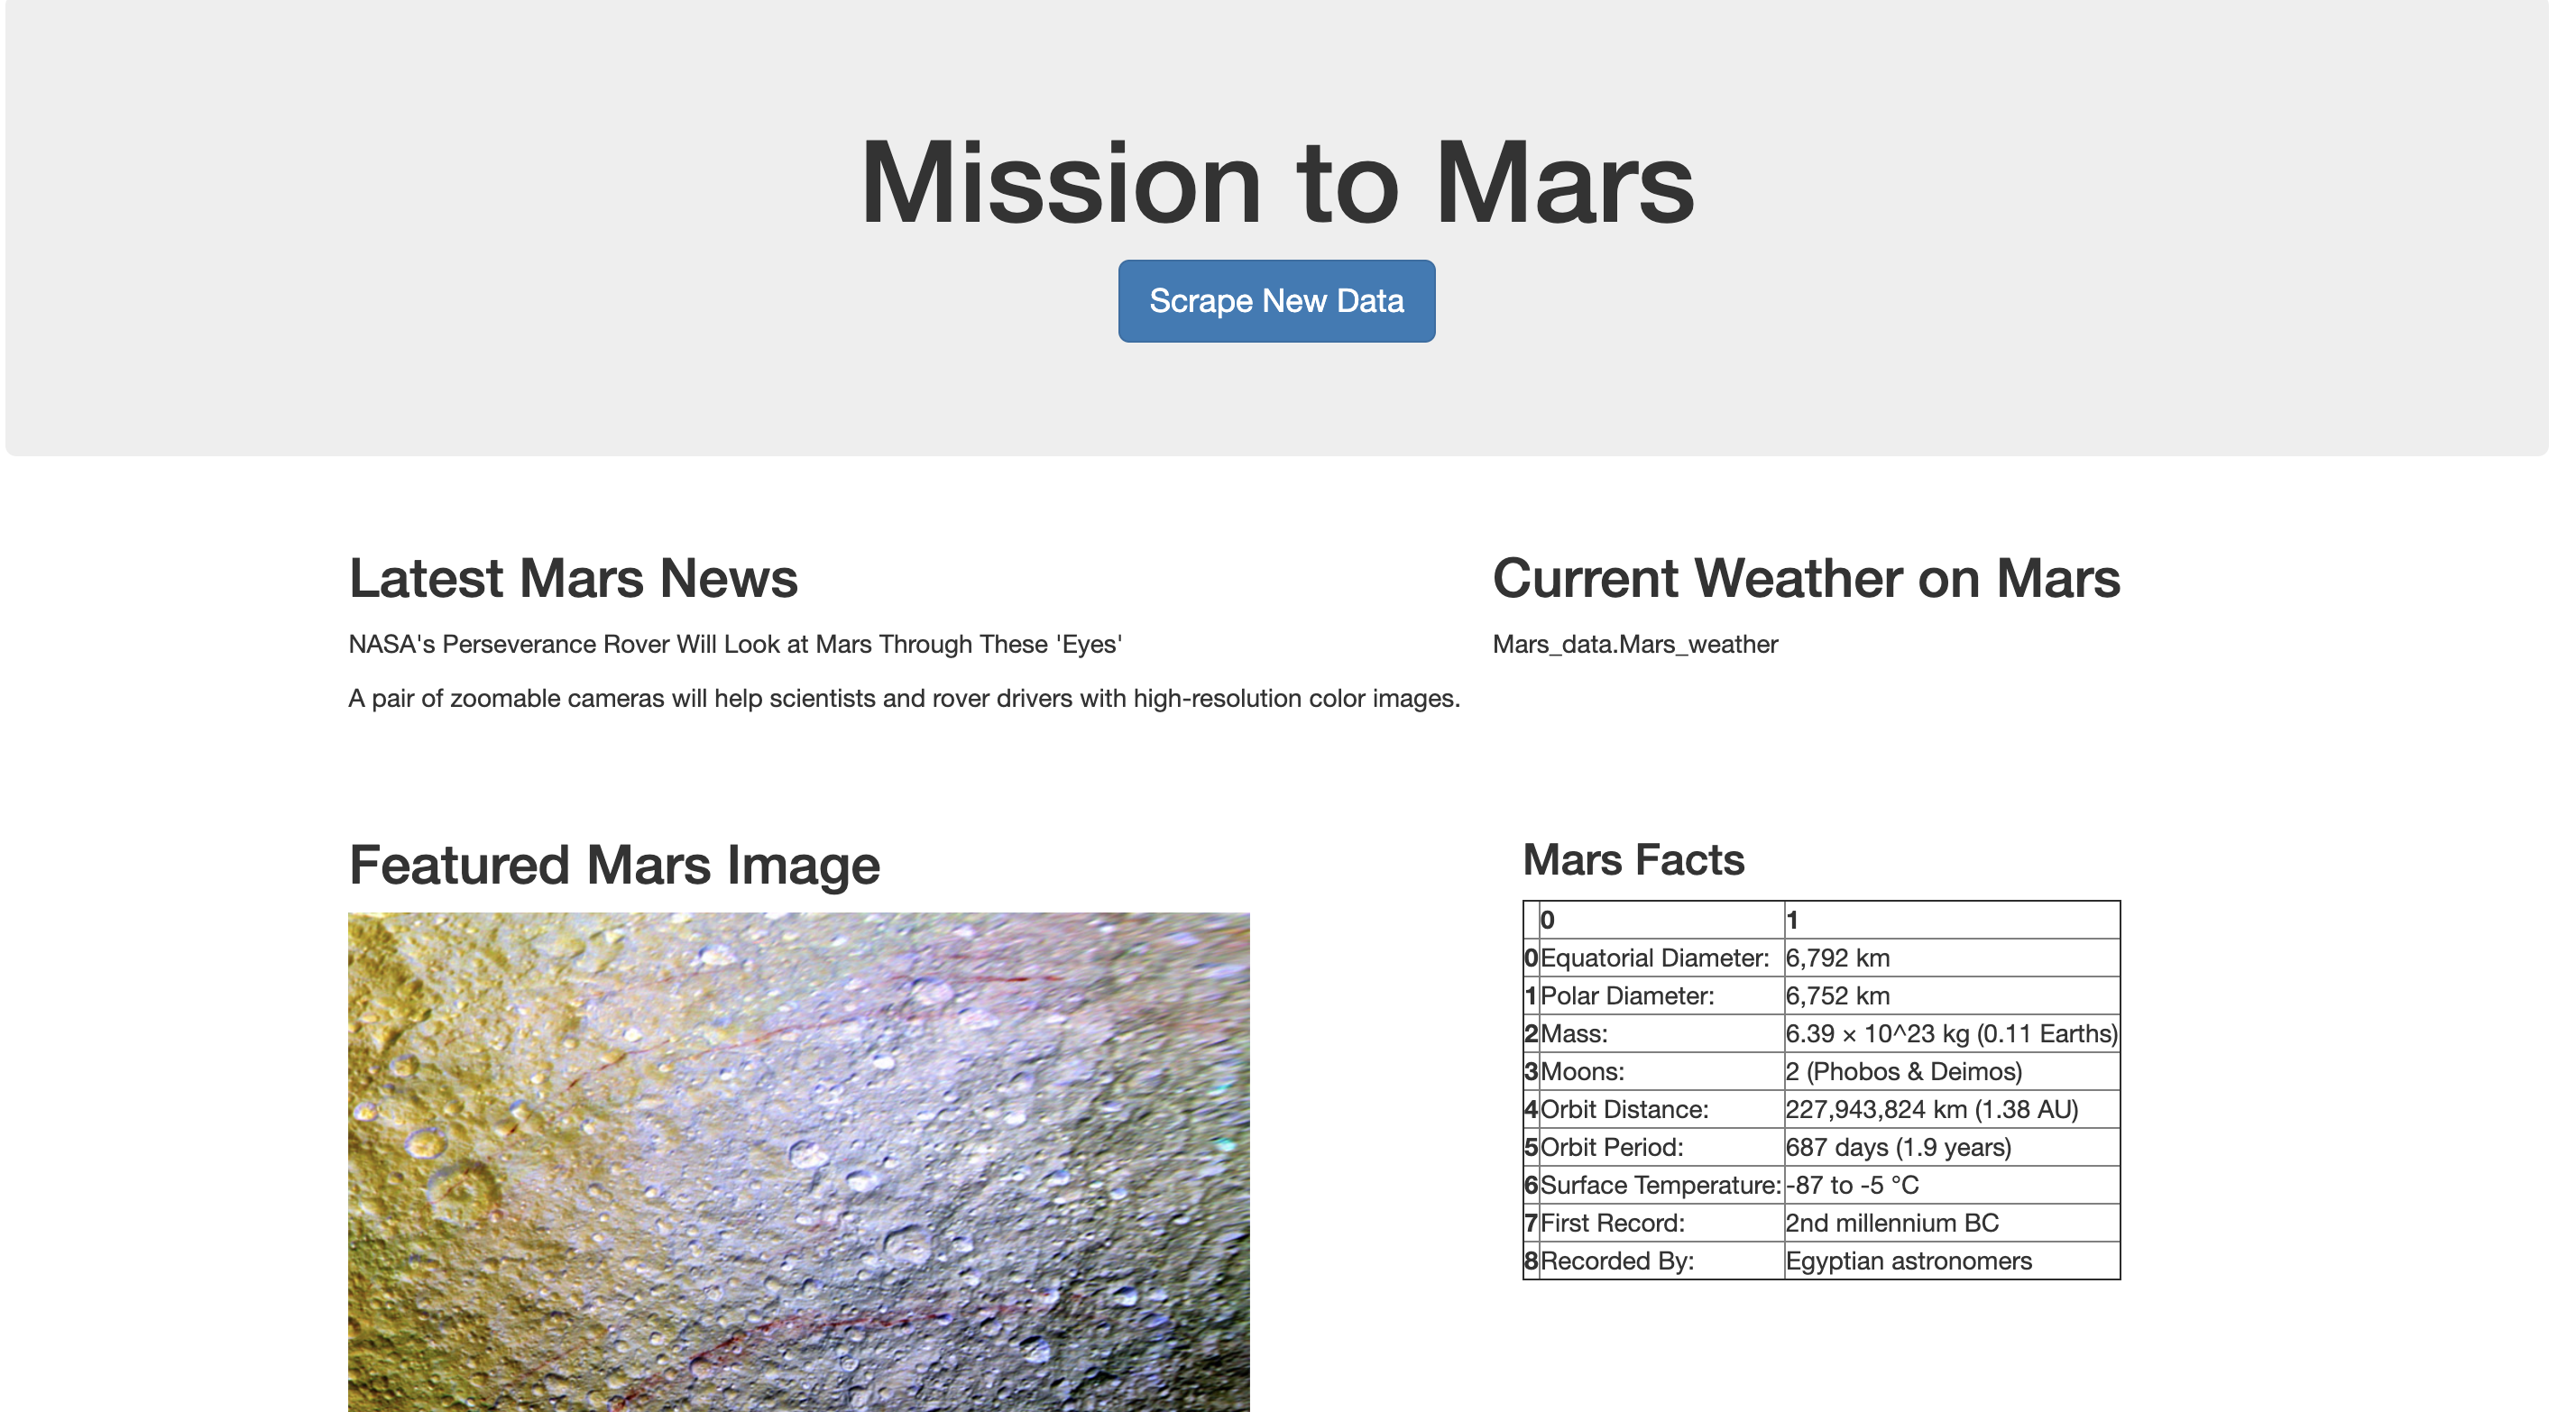 Mission to Mars
Scrape New Data
Latest Mars News
NASA's Perseverance Rover Will Look at Mars Through These 'Eyes'
A pair of zoomable cameras will help scientists and rover drivers with high-resolution color images.
Current Weather on Mars
Mars_data.Mars_weather
Featured Mars Image
Mars Facts
0 1
0 Equatorial Diameter: 6,792 km
1 Polar Diameter: 6,752 km
2 Mass: 6.39 × 10^23 kg (0.11 Earths)
3 Moons: 2 (Phobos & Deimos)
4 Orbit Distance: 227,943,824 km (1.38 AU)
5 Orbit Period: 687 days (1.9 years)
6 Surface Temperature: -87 to -5 °C
7 First Record: 2nd millennium BC
8 Recorded By: Egyptian astronomers